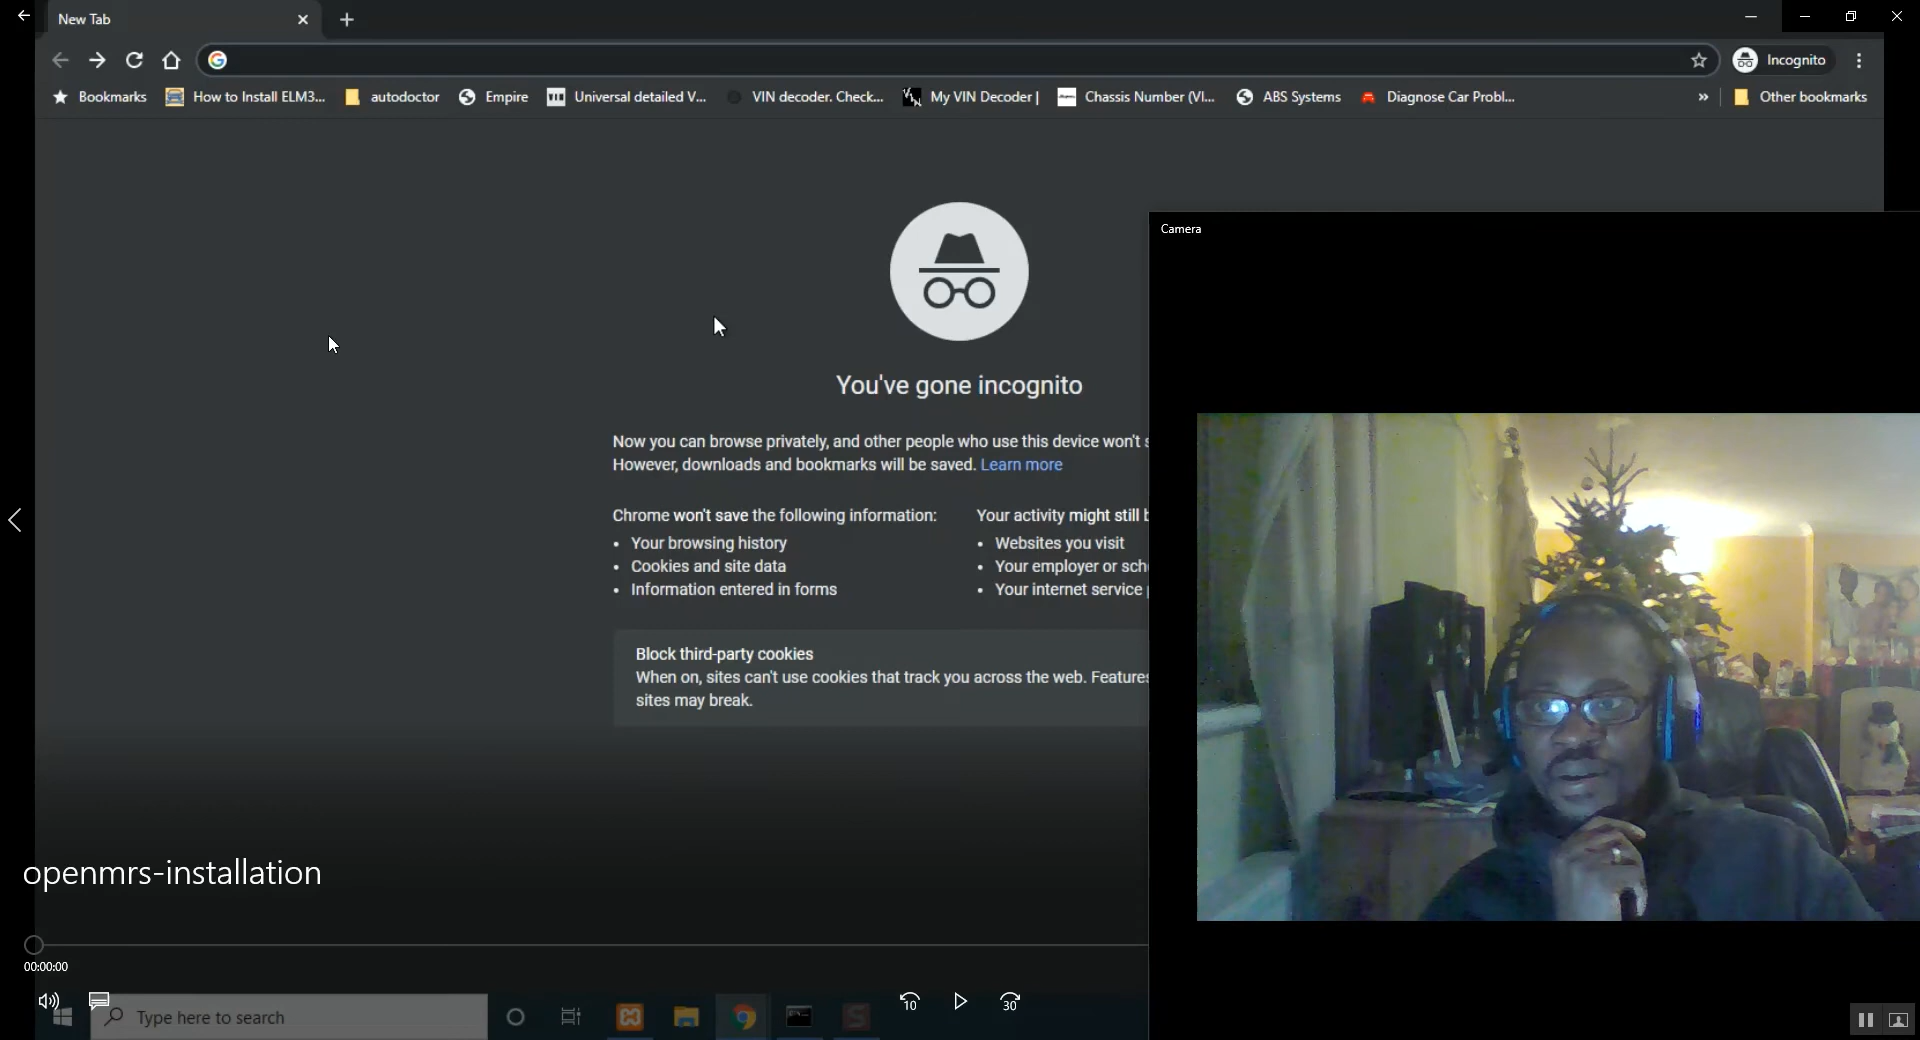 New Tab
Incognito
Bookmarks
How to Install ELM3...
autodoctor
Empire
Universal detailed V...
VIN decoder. Check...
My VIN Decoder |
Chassis Number (VI...
ABS Systems
Diagnose Car Probl...
»
Other bookmarks
Camera
You've gone incognito
Now you can browse privately, and other people who use this device won't s
However, downloads and bookmarks will be saved. Learn more
Chrome won't save the following information:
• Your browsing history
• Cookies and site data
• Information entered in forms
Your activity might still b
• Websites you visit
• Your employer or sch
• Your internet service
Block third-party cookies
When on, sites can't use cookies that track you across the web. Features
sites may break.
openmrs-installation
00:00:00
Type here to search
10
30